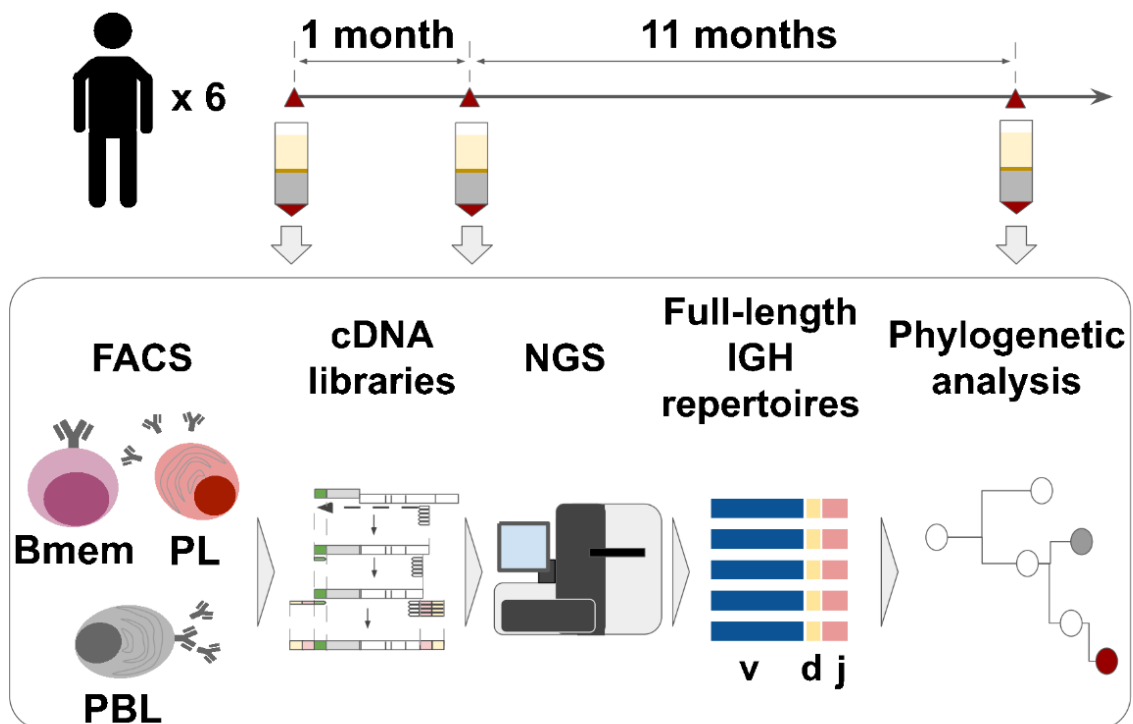 1 month
11 months
x 6
FACS
cDNA
libraries
NGS
Full-length
IGH
repertoires
Phylogenetic
analysis
Bmem
PL
PBL
v
d
j